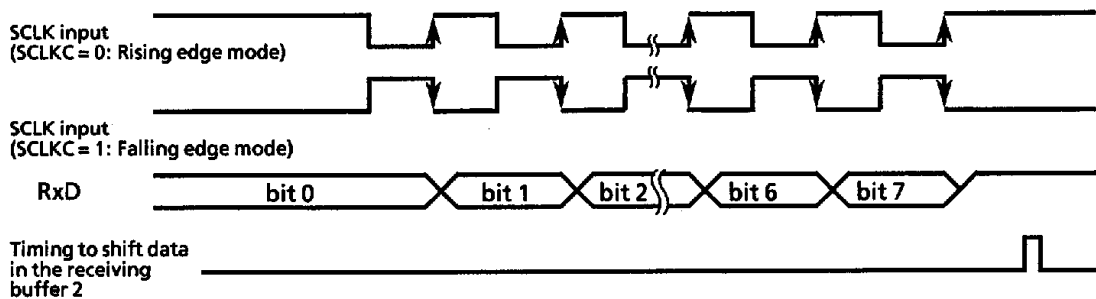 SCLK input
(SCLKC = 0: Rising edge mode)
SCLK input
(SCLKC = 1: Falling edge mode)
RxD
bit 0
bit 1
bit 2
bit 6
bit 7
Timing to shift data
in the receiving
buffer 2